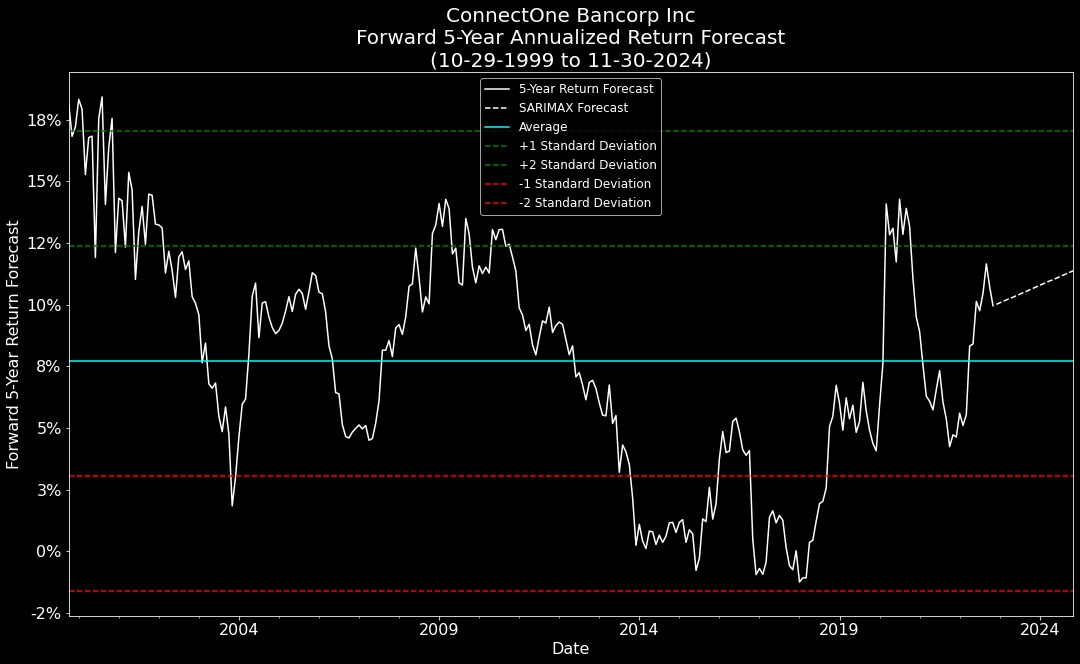 ConnectOne Bancorp Inc
Forward 5-Year Annualized Return Forecast
(10-29-1999 to 11-30-2024)
5-Year Return Forecast
SARIMAX Forecast
Average
+1 Standard Deviation
+2 Standard Deviation
-1 Standard Deviation
-2 Standard Deviation
Forward 5-Year Return Forecast
18%
15%
12%
10%
8%
5%
3%
0%
-2%
2004 2009 2014 2019 2024
Date